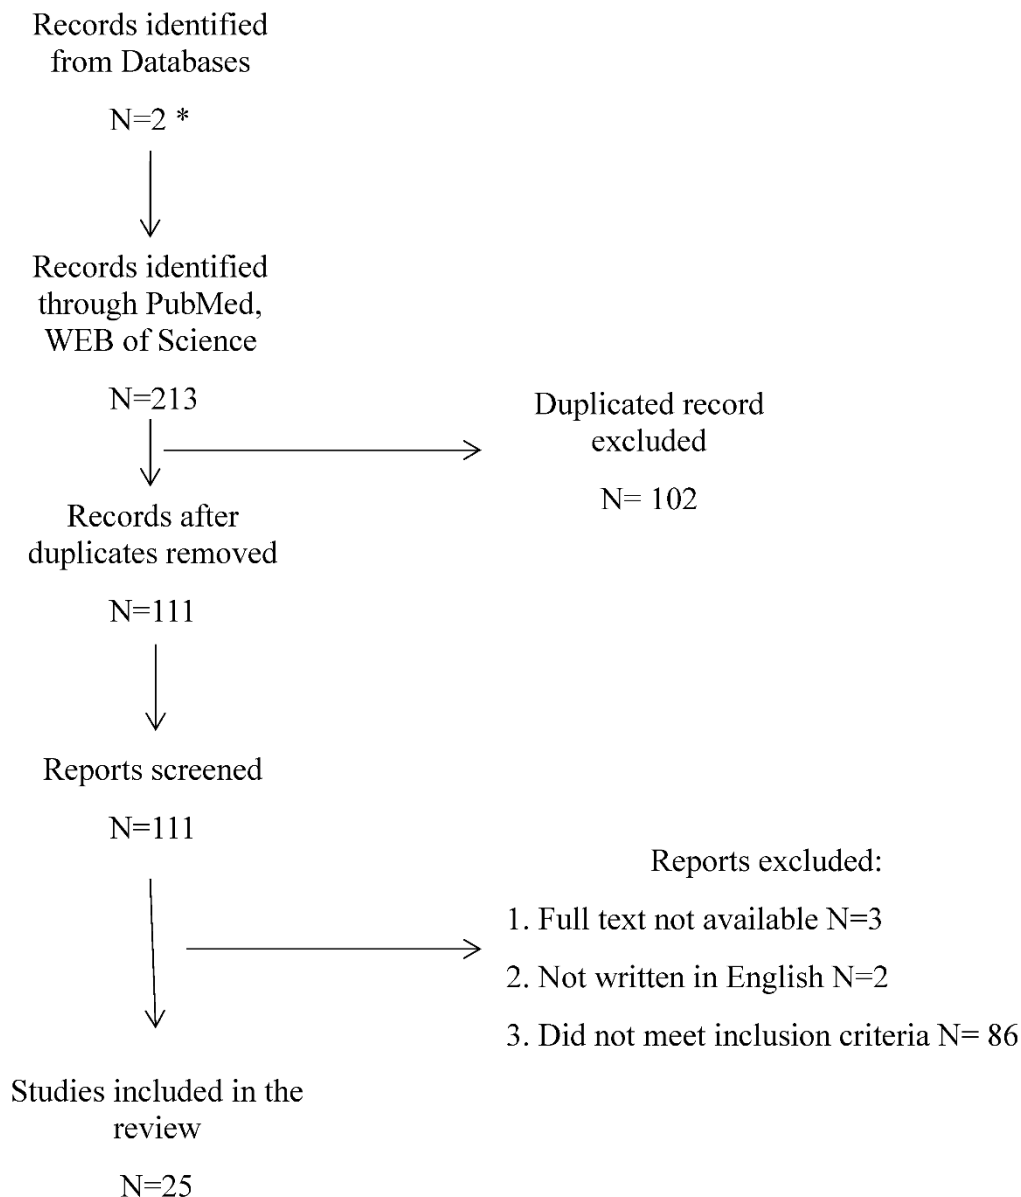 Records identified
from Databases
N=2 *
Records identified
through PubMed,
WEB of Science
N=213
Duplicated record
excluded
N= 102
Records after
duplicates removed
N=111
Reports screened
N=111
Reports excluded:
1. Full text not available N=3
2. Not written in English N=2
3. Did not meet inclusion criteria N= 86
Studies included in the
review
N=25